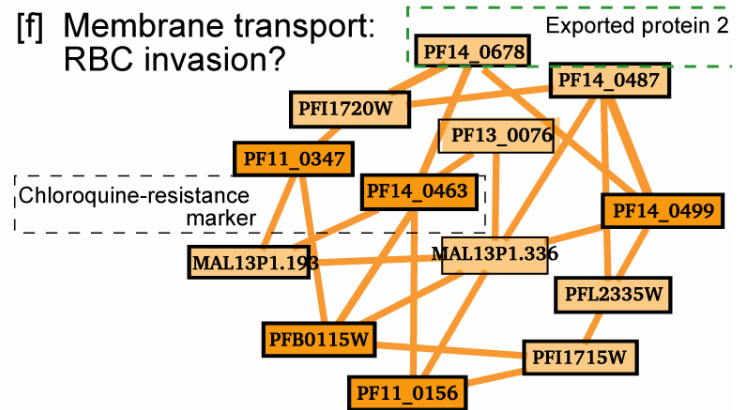 [f] Membrane transport:
RBC invasion?
Exported protein 2
PF14_0678
PF14_0487
PFI1720W
PF13_0076
PF11_0347
PF14_0463
Chloroquine-resistance
marker
PF14_0499
MAL13P1.193
MAL13P1.336
PFL2335W
PFB0115W
PFI1715W
PF11_0156